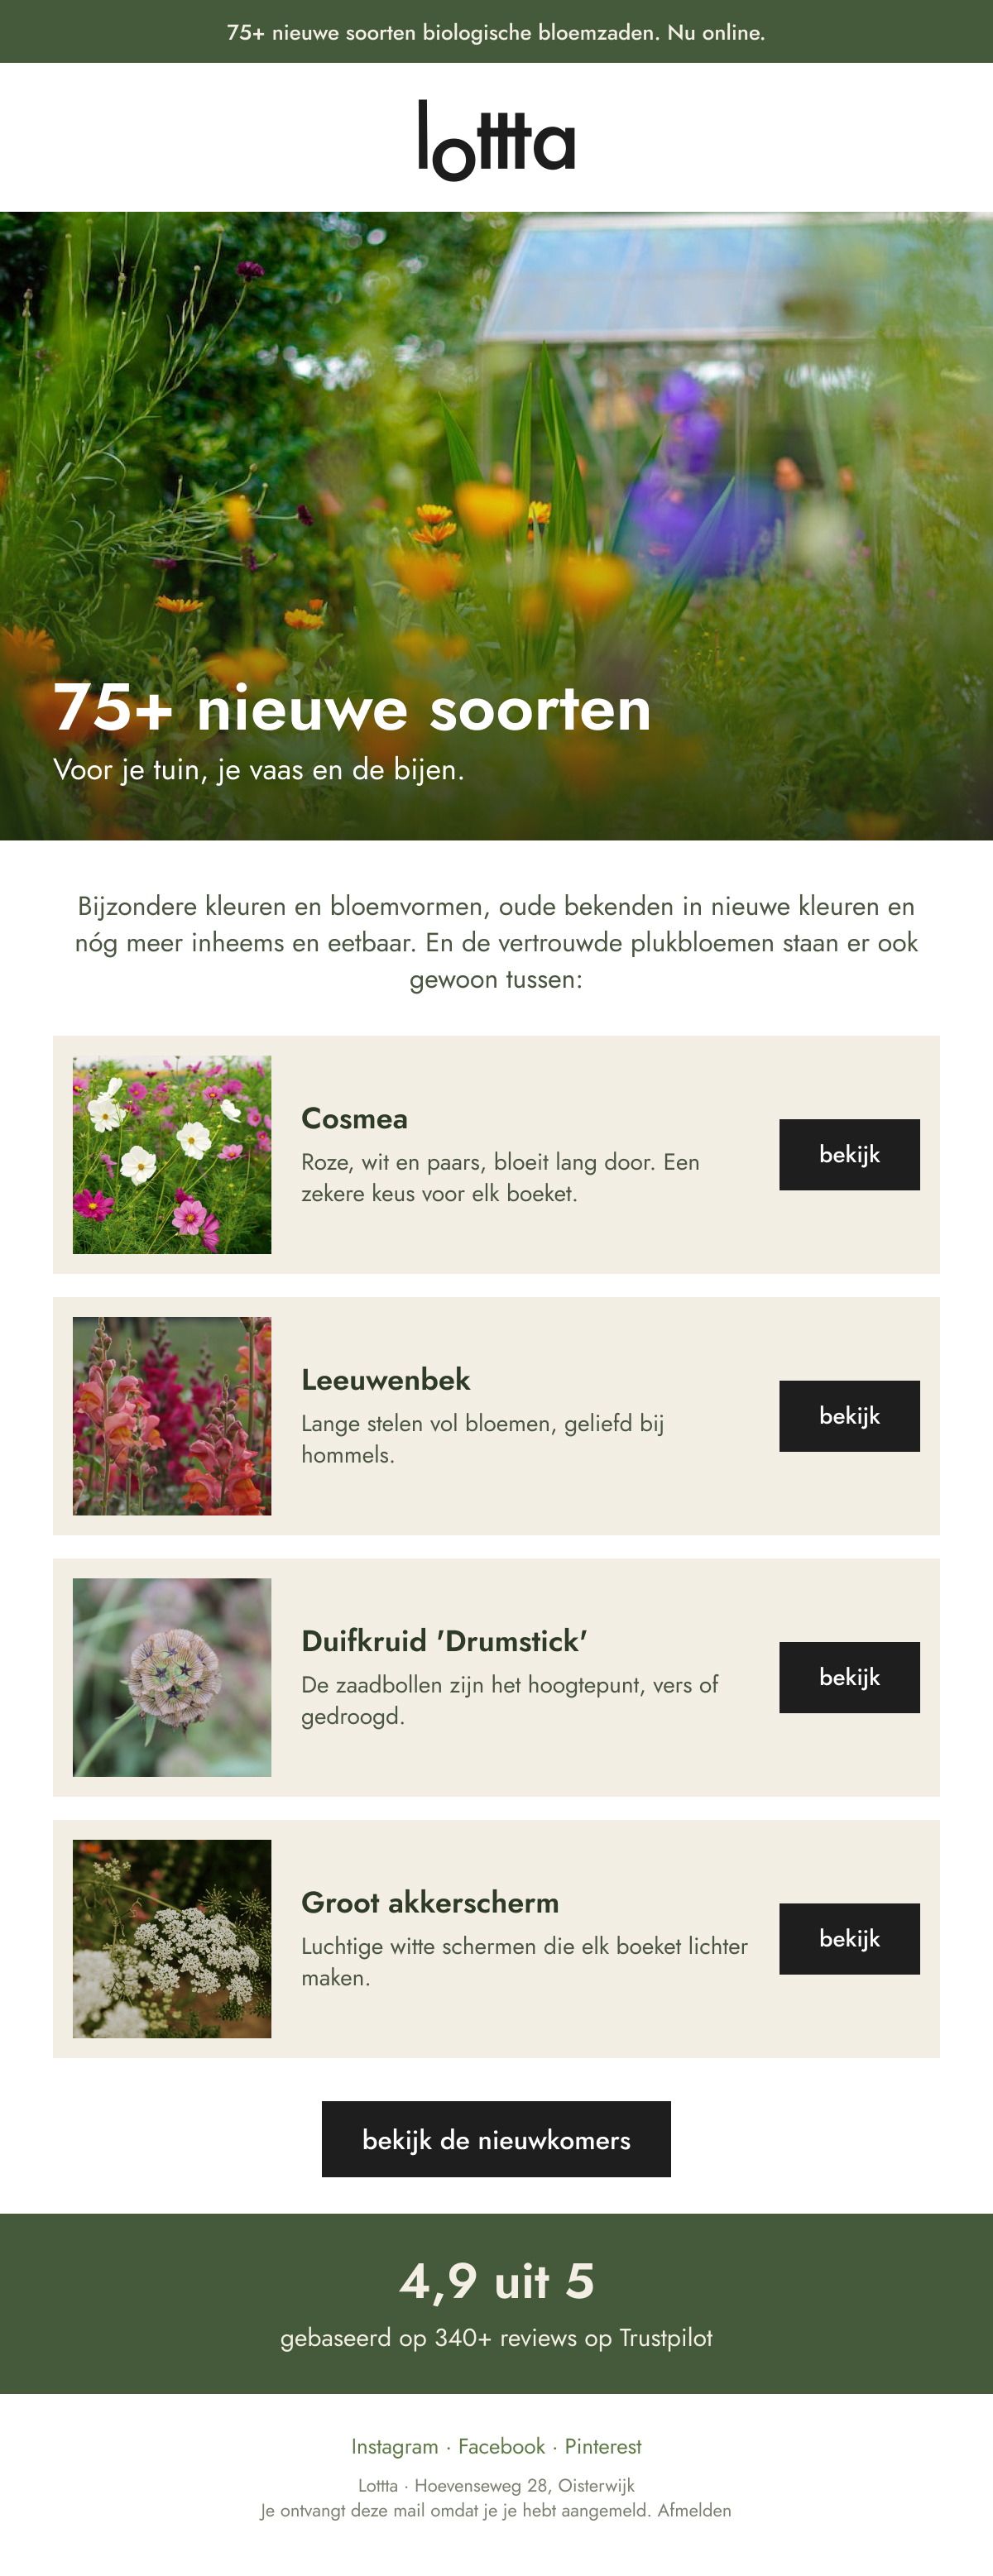 75+ nieuwe soorten biologische bloemzaden. Nu online.
lottta
75+ nieuwe soorten
Voor je tuin, je vaas en de bijen.
Bijzondere kleuren en bloemvormen, oude bekenden in nieuwe kleuren en
nóg meer inheems en eetbaar. En de vertrouwde plukbloemen staan er ook
gewoon tussen:
Cosmea
Roze, wit en paars, bloeit lang door. Een
zekere keus voor elk boeket.
bekijk
Leeuwenbek
Lange stelen vol bloemen, geliefd bij
hommels.
bekijk
Duifkruid 'Drumstick'
De zaadbollen zijn het hoogtepunt, vers of
gedroogd.
bekijk
Groot akkerscherm
Luchtige witte schermen die elk boeket lichter
maken.
bekijk
bekijk de nieuwkomers
4,9 uit 5
gebaseerd op 340+ reviews op Trustpilot
Instagram · Facebook · Pinterest
Lottta · Hoevenseweg 28, Oisterwijk
Je ontvangt deze mail omdat je je hebt aangemeld. Afmelden